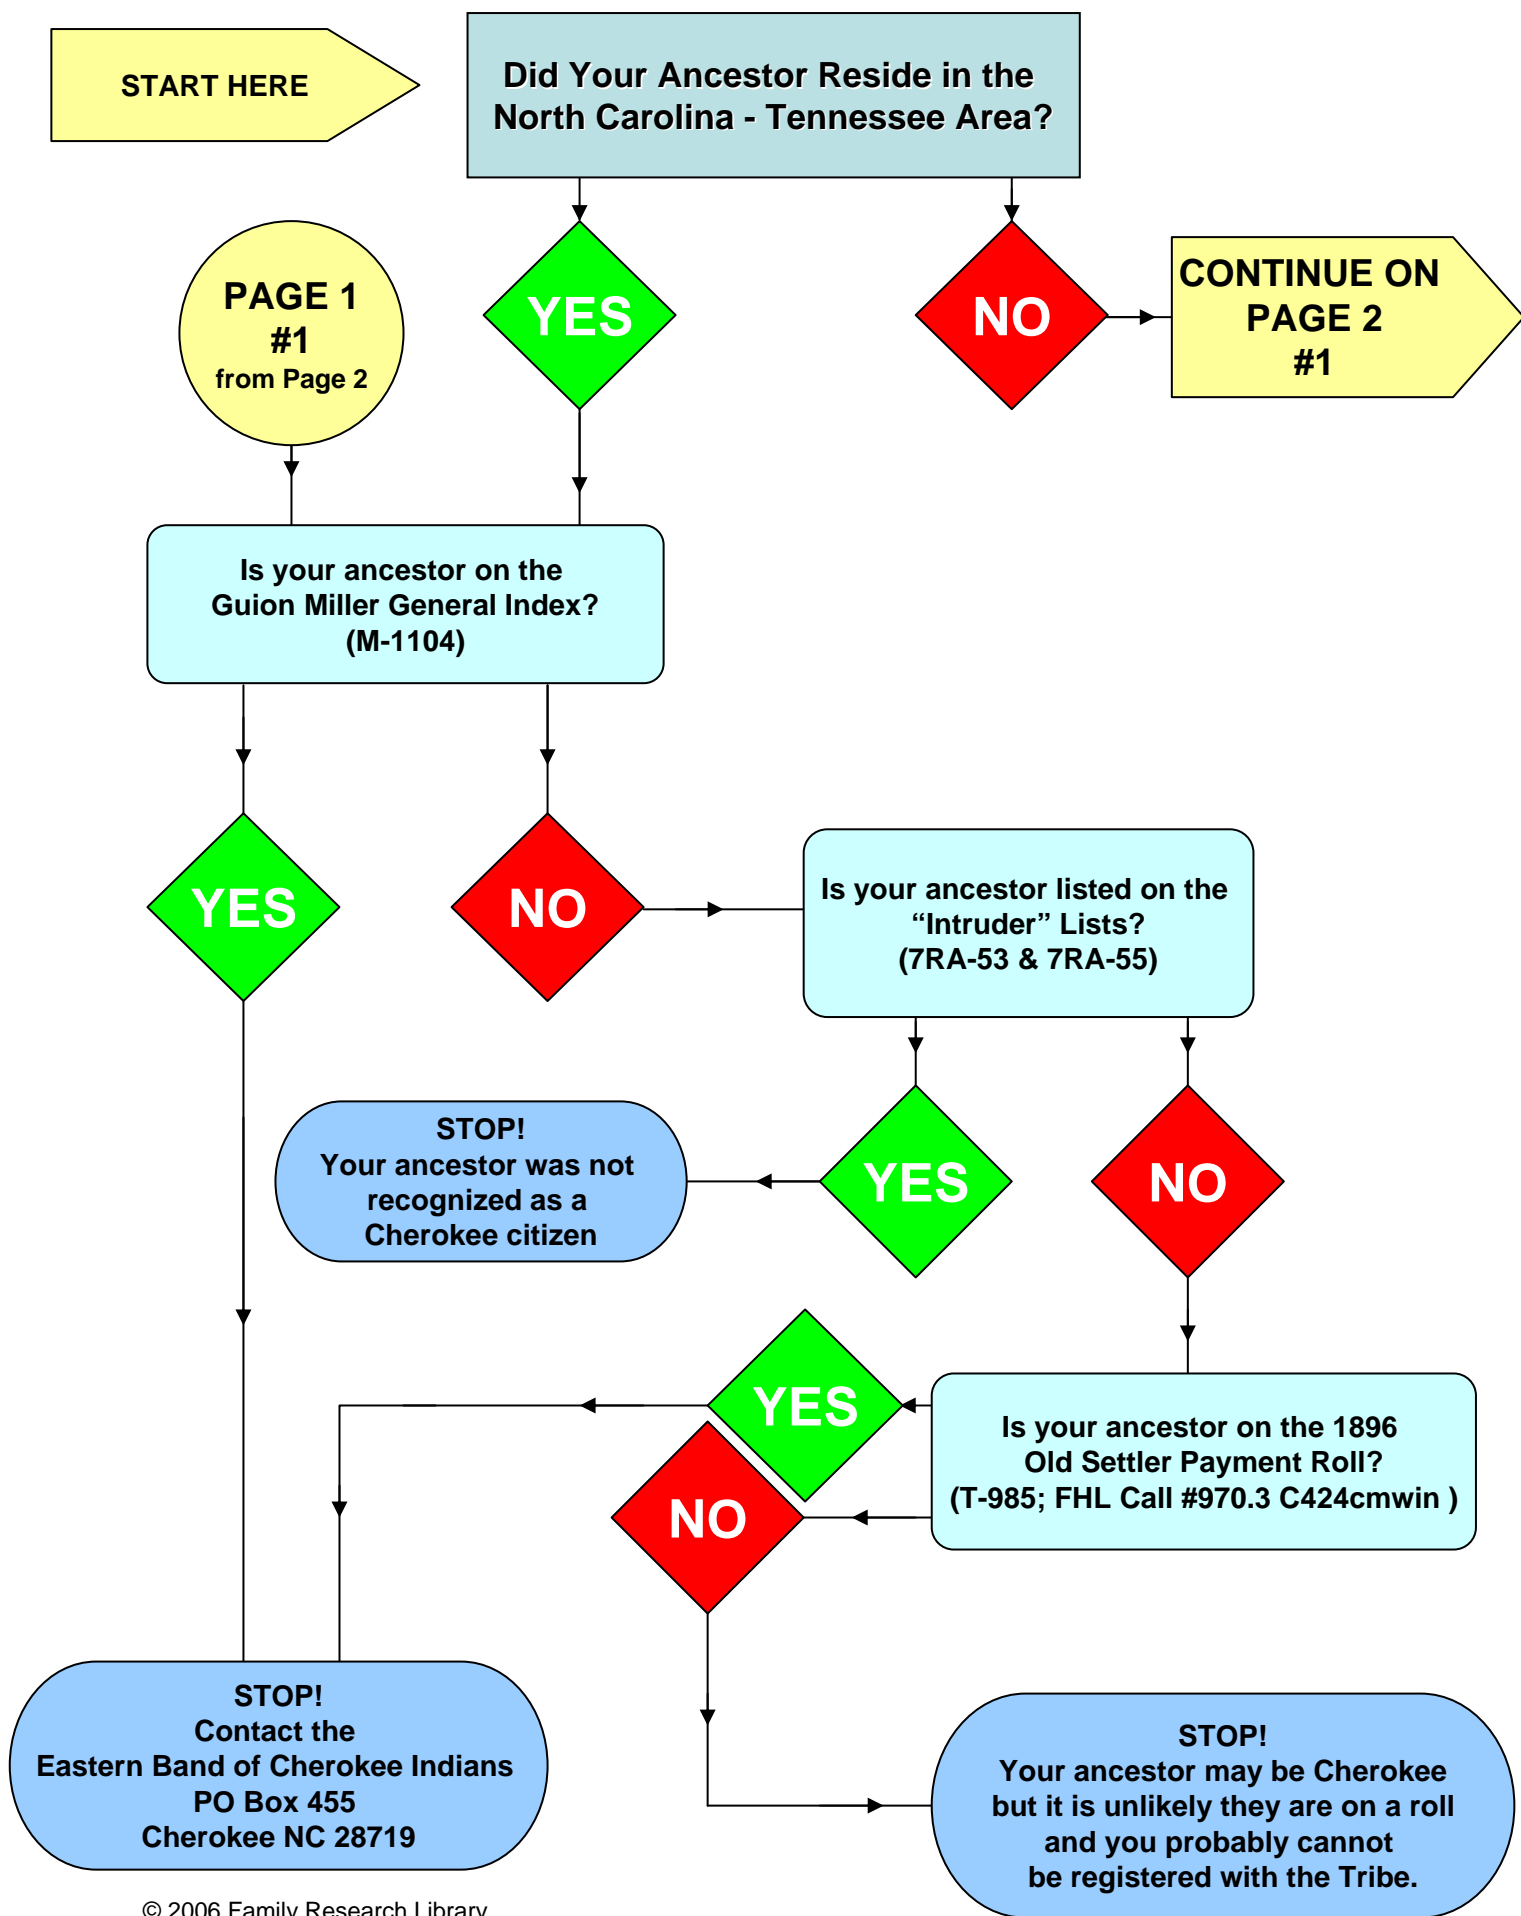 START HERE
Did Your Ancestor Reside in the
North Carolina - Tennessee Area?
PAGE 1
#1
from Page 2
YES
NO
CONTINUE ON
PAGE 2
#1
Is your ancestor on the
Guion Miller General Index?
(M-1104)
YES
NO
Is your ancestor listed on the
“Intruder” Lists?
(7RA-53 & 7RA-55)
STOP!
Your ancestor was not
recognized as a
Cherokee citizen
YES
NO
YES
NO
Is your ancestor on the 1896
Old Settler Payment Roll?
(T-985; FHL Call #970.3 C424cmwin )
STOP!
Contact the
Eastern Band of Cherokee Indians
PO Box 455
Cherokee NC 28719
STOP!
Your ancestor may be Cherokee
but it is unlikely they are on a roll
and you probably cannot
be registered with the Tribe.
© 2006 Family Research Library